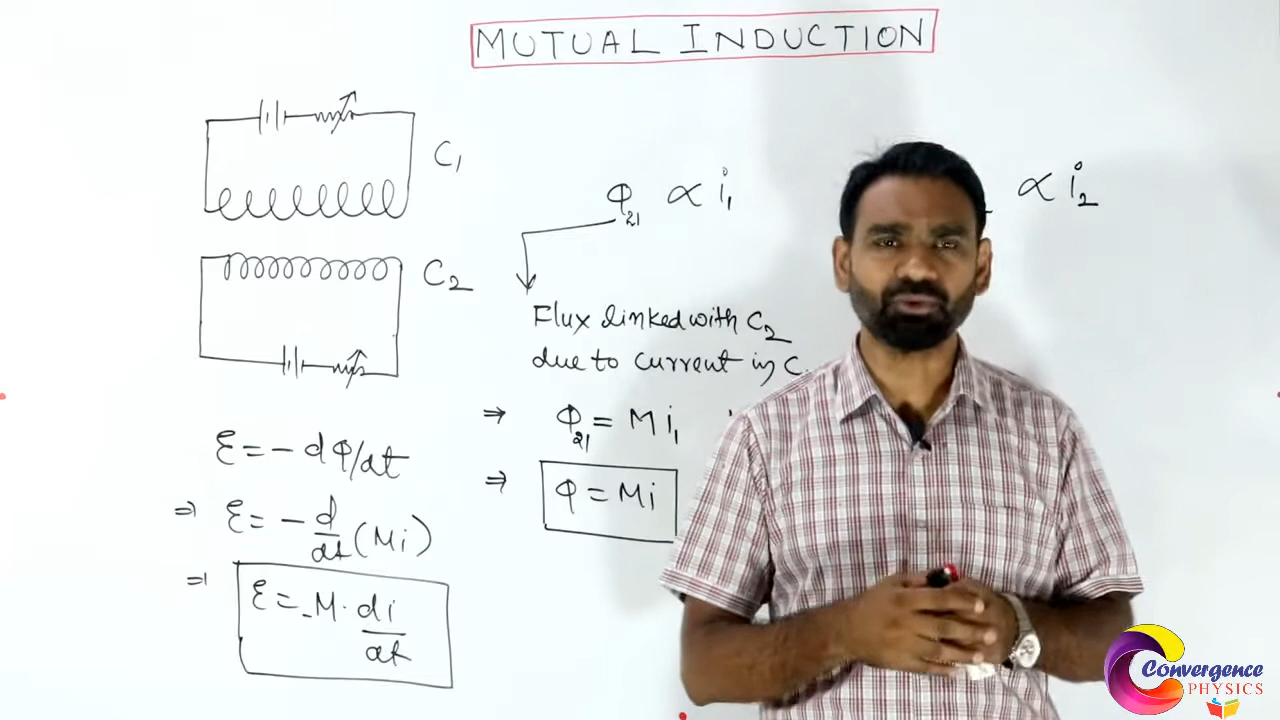 MUTUAL INDUCTION
C₁
Φ₂₁ ∝ i₁
∝ i₂
C₂
Flux linked with C₂
due to current in C
⇒ Φ₂₁ = M i₁
⇒ Φ = Mi
ℰ = - dΦ/dt
⇒ ℰ = - d/dt (Mi)
⇒ ℰ = -M. di/dt
Convergence
PHYSICS